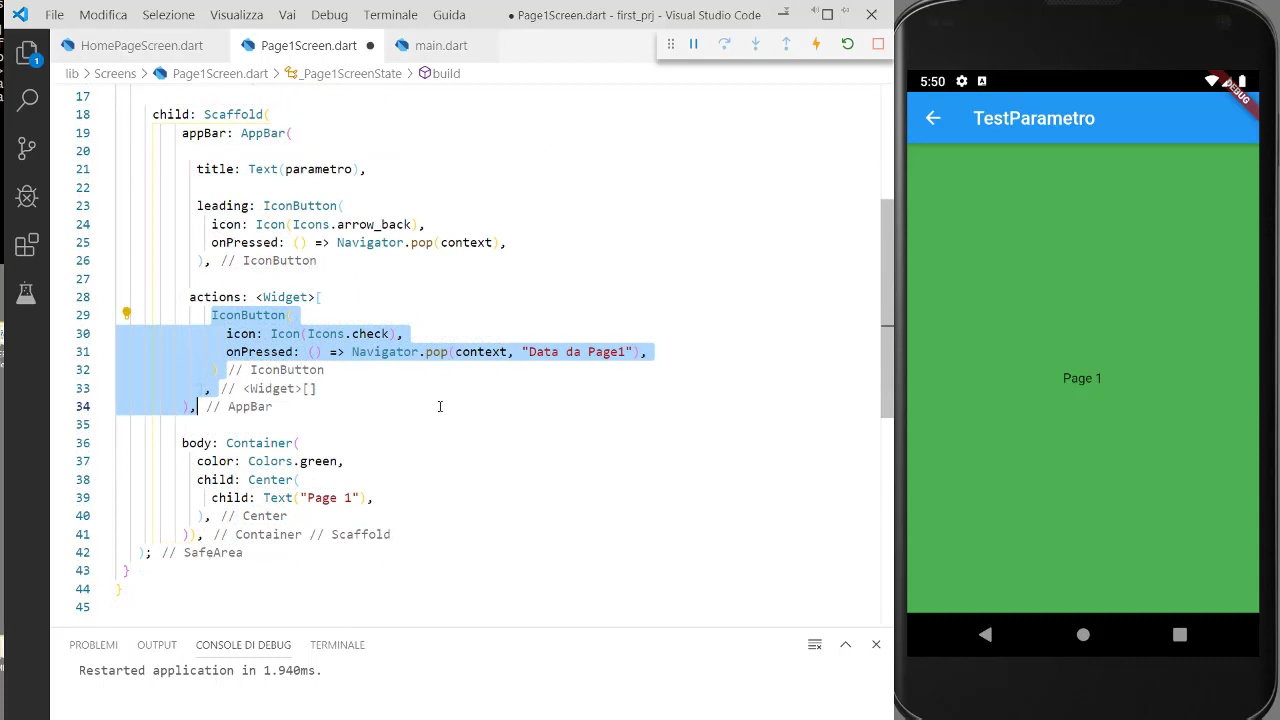 Modifica Selezione ... Vai Debug Terminale ... ● Page1Screen.dart - first_prj - Visual Studio Code
HomePageScreen.dart Page1Screen.dart ● main.dart
lib > Screens > Page1Screen.dart > _Page1ScreenState > build
17
18 child: Scaffold(
19 appBar: AppBar(
20
21 title: Text(parametro),
22
23 leading: IconButton(
24 icon: Icon(Icons.arrow_back),
25 onPressed: () => Navigator.pop(context),
26 ), // IconButton
27
28 actions: <Widget>[
29 IconButton(
30 icon: Icon(Icons.check),
31 onPressed: () => Navigator.pop(context, "Data da Page1"),
32 ) // IconButton
33 , // <Widget>[]
34 ), // AppBar
35
36 body: Container(
37 color: Colors.green,
38 child: Center(
39 child: Text("Page 1"),
40 ), // Center
41 )), // Container // Scaffold
42 ); // SafeArea
43 }
44 }
45
PROBLEMI OUTPUT CONSOLE DI DEBUG TERMINALE
Restarted application in 1.940ms.
1
5:50 A
DEBUG
TestParametro
Page 1